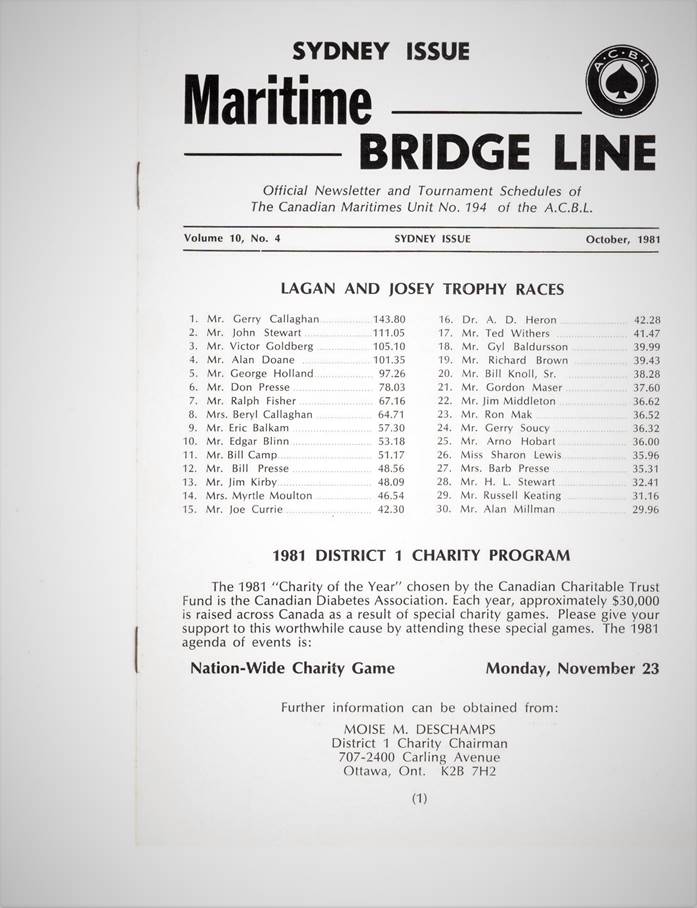 SYDNEY ISSUE
A.C.B.L
Maritime
BRIDGE LINE
Official Newsletter and Tournament Schedules of
The Canadian Maritimes Unit No. 194 of the A.C.B.L.
Volume 10, No. 4 SYDNEY ISSUE October, 1981
LAGAN AND JOSEY TROPHY RACES
1. Mr. Gerry Callaghan 143.80
2. Mr. John Stewart 111.05
3. Mr. Victor Goldberg 105.10
4. Mr. Alan Doane 101.35
5. Mr. George Holland 97.26
6. Mr. Don Presse 78.03
7. Mr. Ralph Fisher 67.16
8. Mrs. Beryl Callaghan 64.71
9. Mr. Eric Balkam 57.30
10. Mr. Edgar Blinn 53.18
11. Mr. Bill Camp 51.17
12. Mr. Bill Presse 48.56
13. Mr. Jim Kirby 48.09
14. Mrs. Myrtle Moulton 46.54
15. Mr. Joe Currie 42.30
16. Dr. A. D. Heron 42.28
17. Mr. Ted Withers 41.47
18. Mr. Gyl Baldursson 39.99
19. Mr. Richard Brown 39.43
20. Mr. Bill Knoll, Sr. 38.28
21. Mr. Gordon Maser 37.60
22. Mr. Jim Middleton 36.62
23. Mr. Ron Mak 36.52
24. Mr. Gerry Soucy 36.32
25. Mr. Arno Hobart 36.00
26. Miss Sharon Lewis 35.96
27. Mrs. Barb Presse 35.31
28. Mr. H. L. Stewart 32.41
29. Mr. Russell Keating 31.16
30. Mr. Alan Millman 29.96
1981 DISTRICT 1 CHARITY PROGRAM
The 1981 "Charity of the Year" chosen by the Canadian Charitable Trust
Fund is the Canadian Diabetes Association. Each year, approximately $30,000
is raised across Canada as a result of special charity games. Please give your
support to this worthwhile cause by attending these special games. The 1981
agenda of events is:
Nation-Wide Charity Game Monday, November 23
Further information can be obtained from:
MOISE M. DESCHAMPS
District 1 Charity Chairman
707-2400 Carling Avenue
Ottawa, Ont. K2B 7H2
(1)